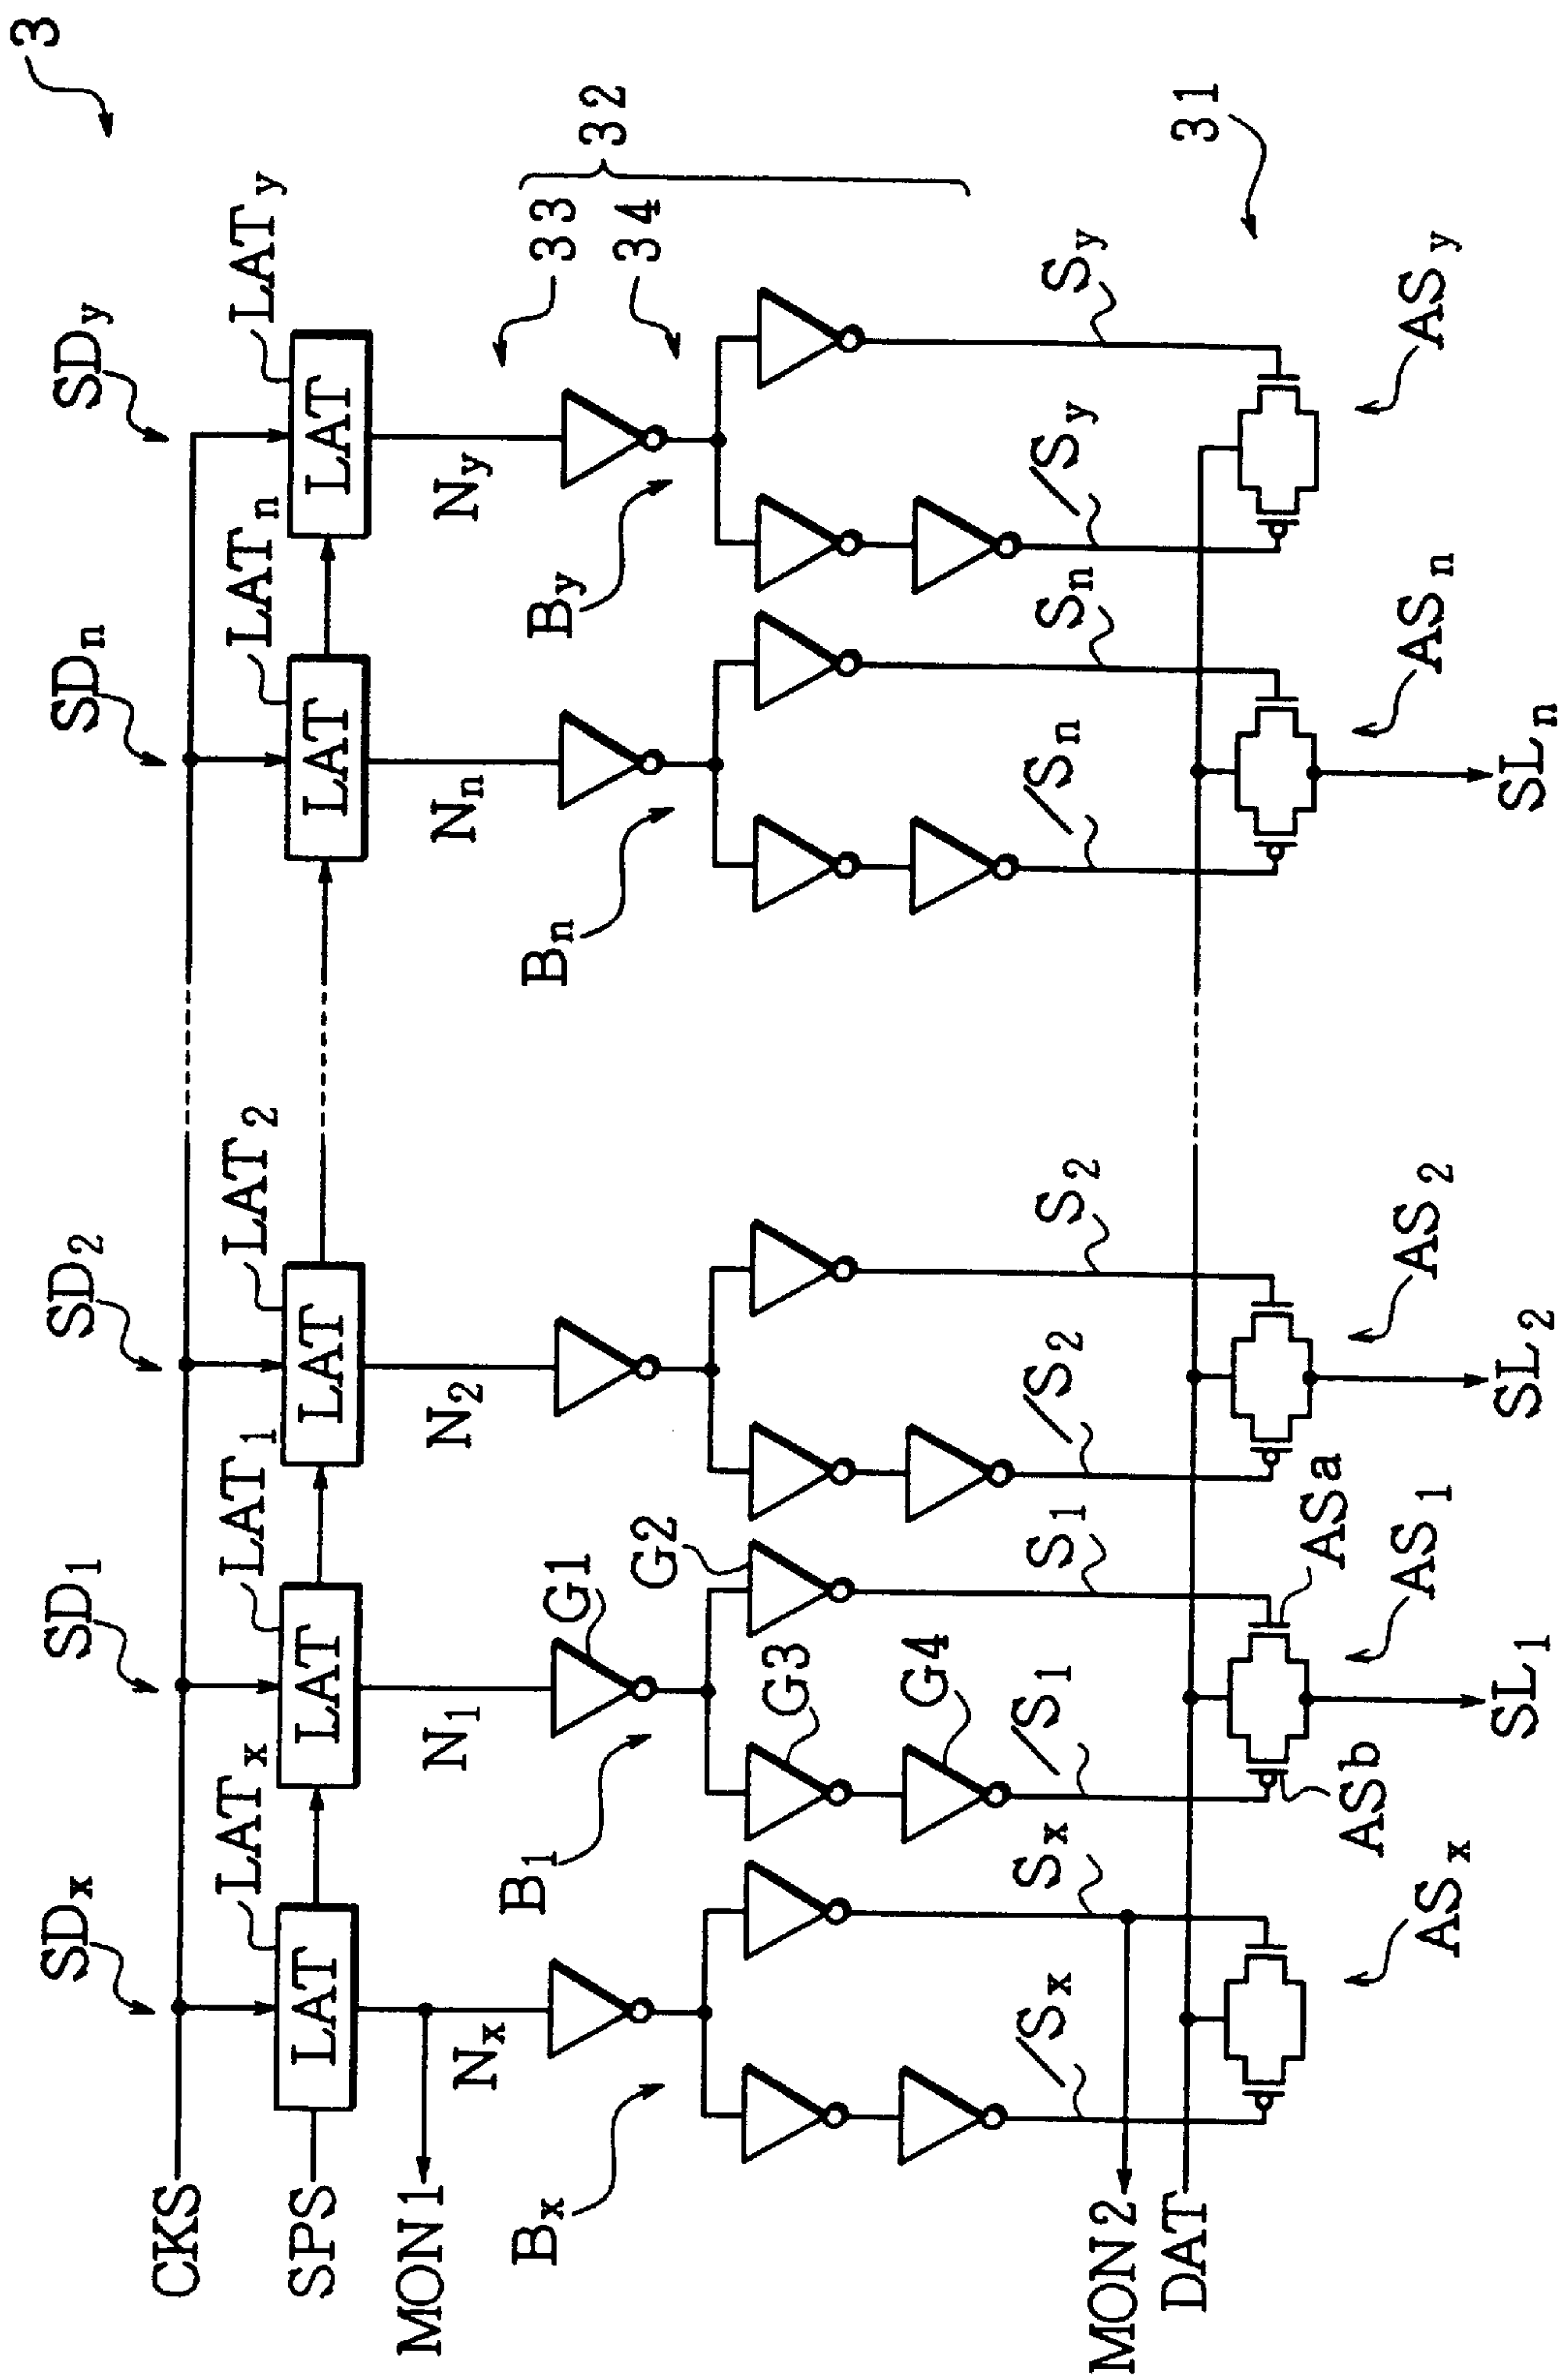 3
SDx
SD1
SD2
SDn
SDy
LATx
LAT1
LAT2
LATn
LATy
CKS
SPS
LAT
LAT
LAT
LAT
LAT
MON1
Nx
N1
N2
Nn
Ny
33
32
34
Bx
B1
G1
G2
G3
G4
Bn
By
/Sx
Sx
/S1
S1
/S2
S2
/Sn
Sn
/Sy
Sy
MON2
DAT
31
ASx
ASb
ASa
AS1
AS2
ASn
ASy
SL1
SL2
SLn